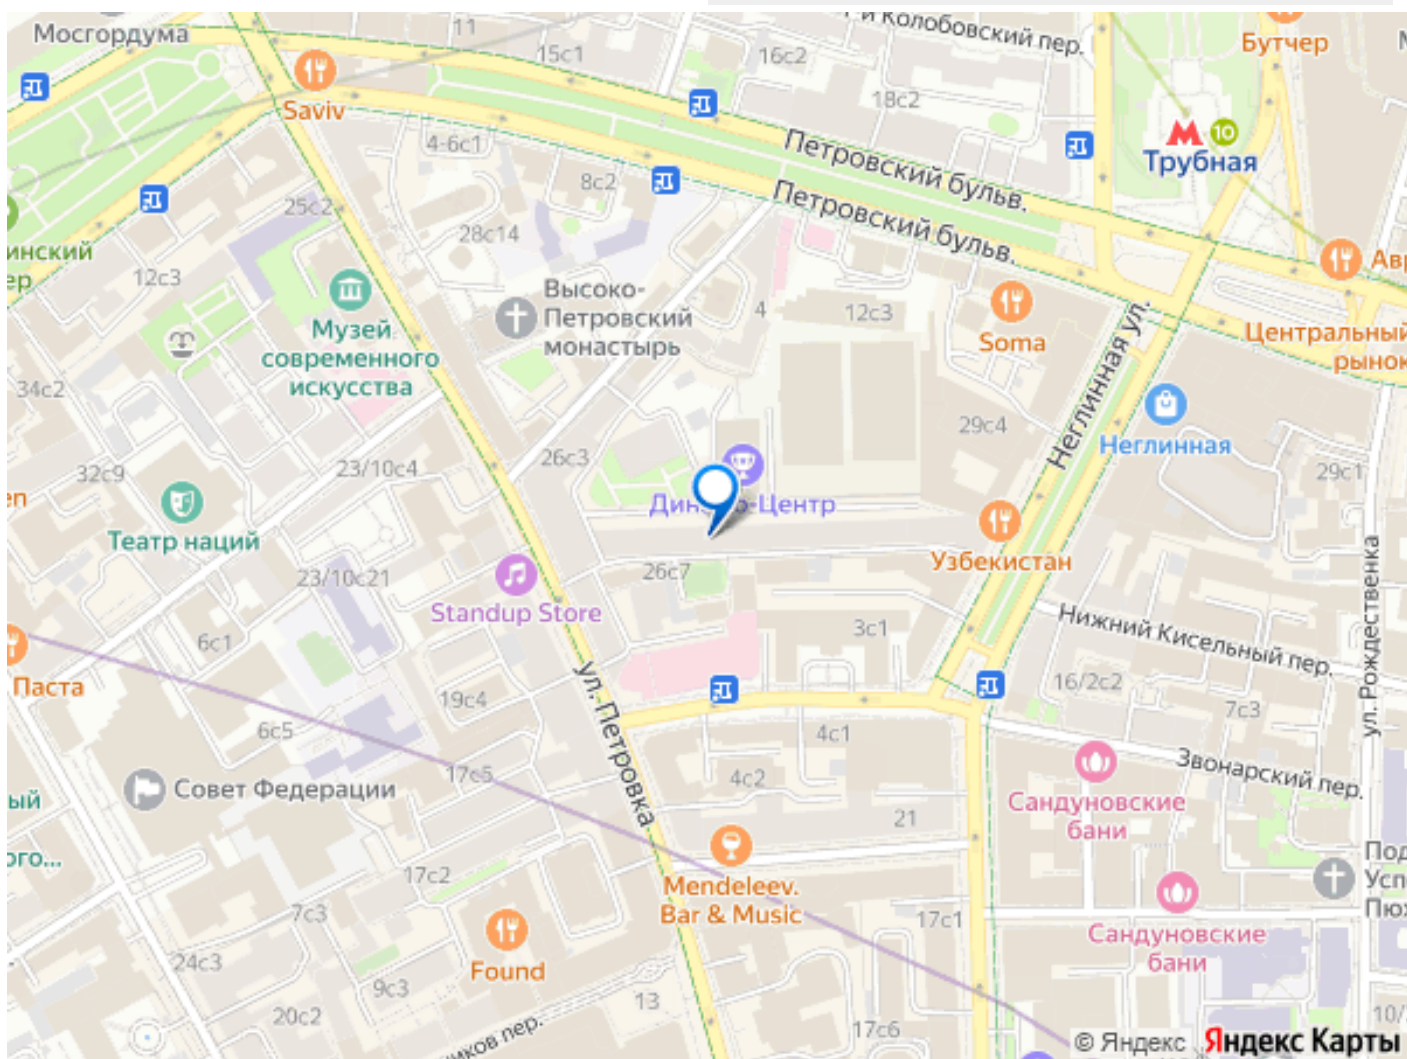 Мосгордума
11
15с1
16с2
й Колобовский пер.
Бутчер
Saviv
18с2
10
Трубная
4-6с1
Петровский бульв.
Петровский бульв.
8с2
25с2
28с14
12с3
Высоко-
Петровский
монастырь
4
12с3
Soma
Центральный
рынок
Музей
современного
искусства
34с2
Неглинная ул.
29с4
Неглинная
29с1
32с9
23/10с4
26с3
Динамо-Центр
Театр наций
Узбекистан
ул. Рождественка
23/10с21
26с7
Standup Store
Нижний Кисельный пер.
6с1
3с1
Паста
19с4
ул. Петровка
16/2с2
7с3
6с5
4с1
Звонарский пер.
17с5
4с2
Совет Федерации
Сандуновские
бани
21
17с2
Mendeleev.
Bar & Music
7с3
17с1
Found
Сандуновские
бани
24с3
9с3
13
20с2
17с6
10/
© Яндекс
Яндекс Карты